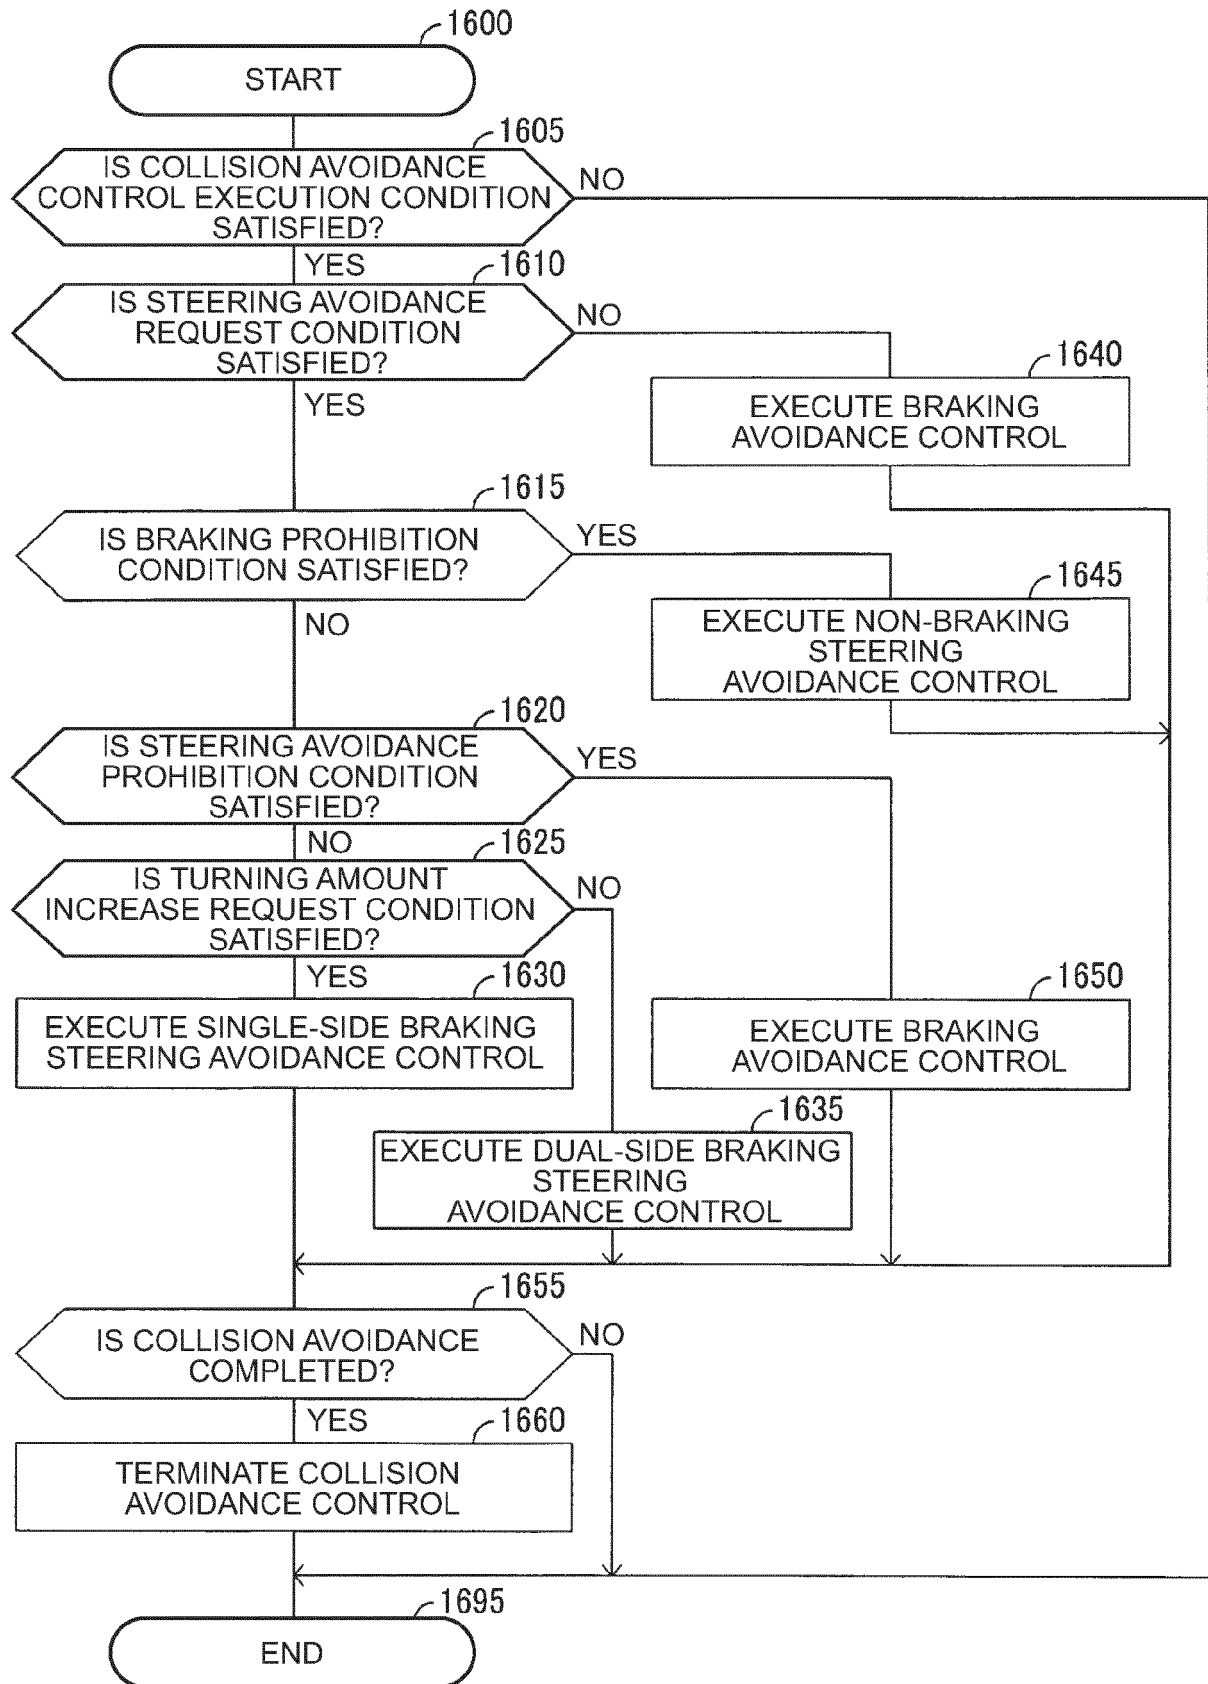 1600
START
1605
IS COLLISION AVOIDANCE
CONTROL EXECUTION CONDITION
SATISFIED?
NO
YES
1610
IS STEERING AVOIDANCE
REQUEST CONDITION
SATISFIED?
NO
YES
1640
EXECUTE BRAKING
AVOIDANCE CONTROL
1615
IS BRAKING PROHIBITION
CONDITION SATISFIED?
YES
NO
1645
EXECUTE NON-BRAKING
STEERING
AVOIDANCE CONTROL
1620
IS STEERING AVOIDANCE
PROHIBITION CONDITION
SATISFIED?
YES
NO
1625
IS TURNING AMOUNT
INCREASE REQUEST CONDITION
SATISFIED?
NO
YES
1630
EXECUTE SINGLE-SIDE BRAKING
STEERING AVOIDANCE CONTROL
1650
EXECUTE BRAKING
AVOIDANCE CONTROL
1635
EXECUTE DUAL-SIDE BRAKING
STEERING
AVOIDANCE CONTROL
1655
IS COLLISION AVOIDANCE
COMPLETED?
NO
YES
1660
TERMINATE COLLISION
AVOIDANCE CONTROL
1695
END